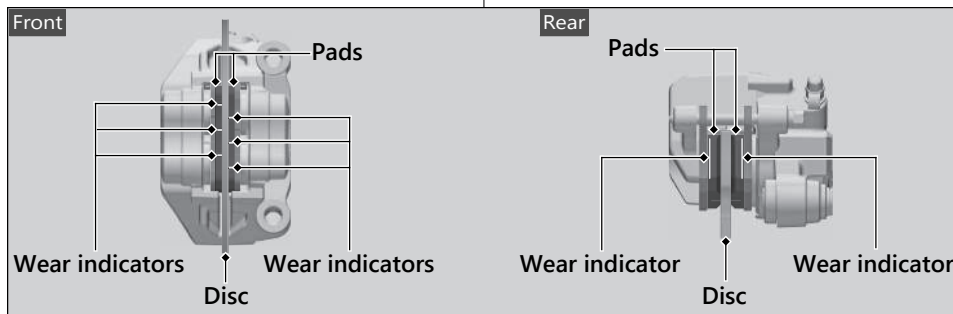 Front
Pads
Wear indicators
Wear indicators
Disc
Rear
Pads
Wear indicator
Wear indicator
Disc